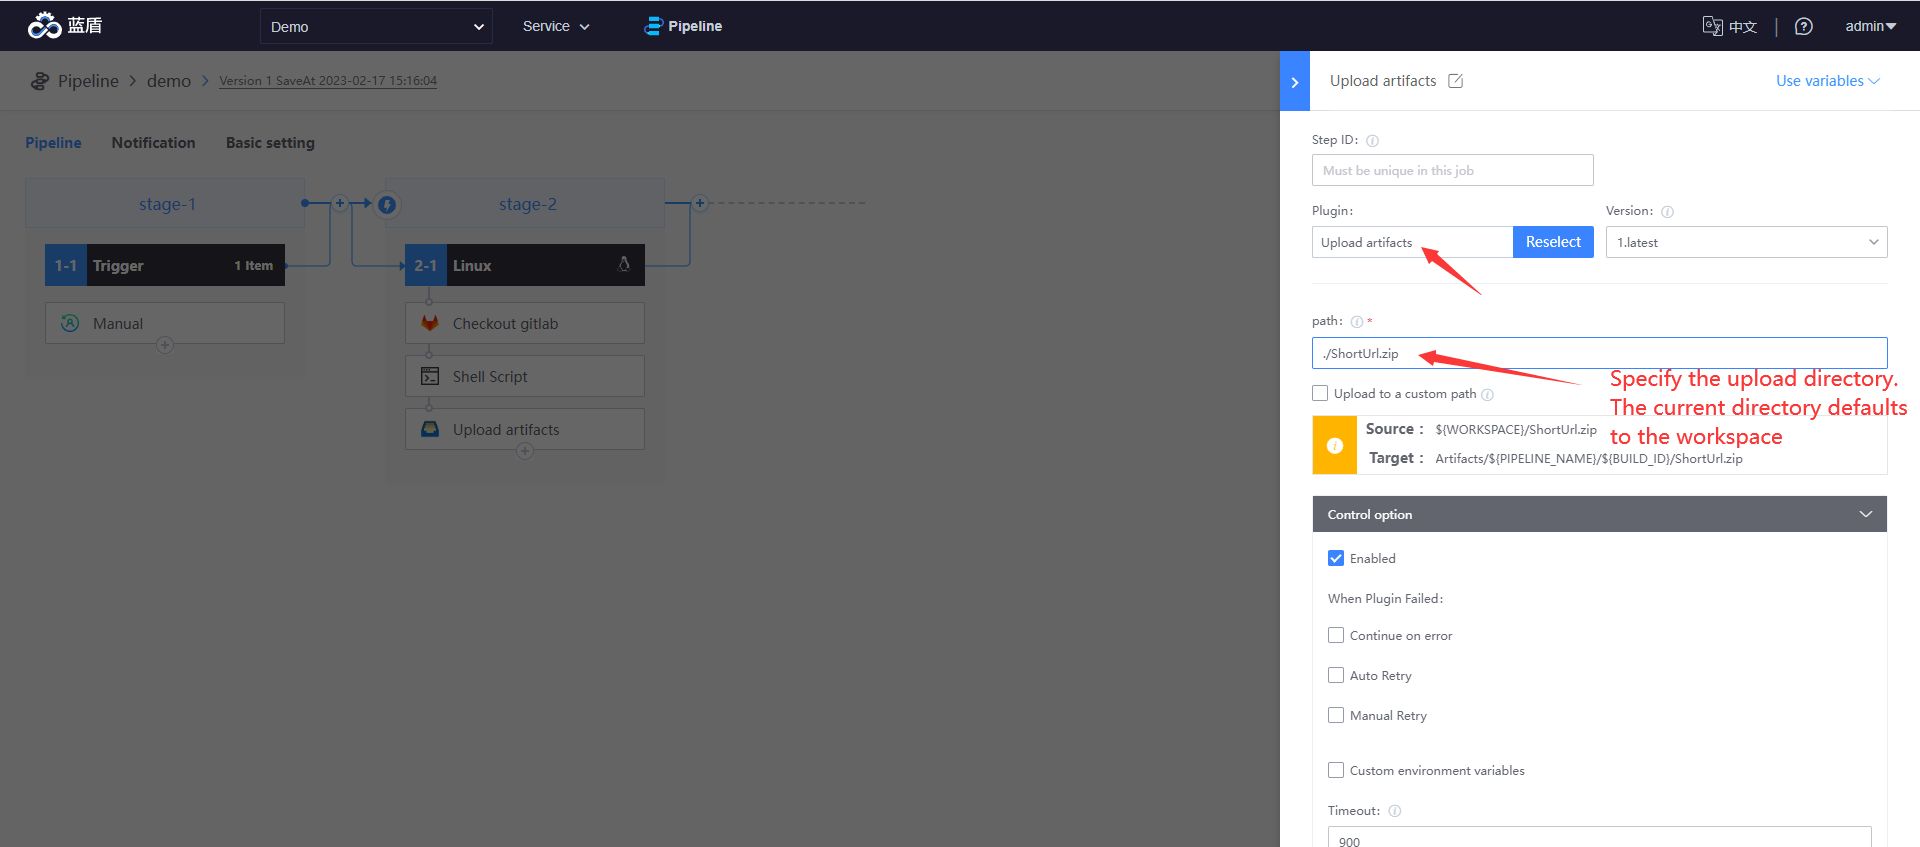 蓝盾
Demo
Service
Pipeline
中文
admin
Pipeline
demo
Version 1 SaveAt 2023-02-17 15:16:04
Pipeline
Notification
Basic setting
stage-1
1-1
Trigger
1 Item
Manual
stage-2
2-1
Linux
Checkout gitlab
Shell Script
Upload artifacts
Upload artifacts
Use variables
Step ID:
Must be unique in this job
Plugin:
Upload artifacts
Reselect
Version:
1.latest
path: *
./ShortUrl.zip
Specify the upload directory.
The current directory defaults
to the workspace
Upload to a custom path
Source : ${WORKSPACE}/ShortUrl.zip
Target : Artifacts/${PIPELINE_NAME}/${BUILD_ID}/ShortUrl.zip
Control option
Enabled
When Plugin Failed:
Continue on error
Auto Retry
Manual Retry
Custom environment variables
Timeout:
900